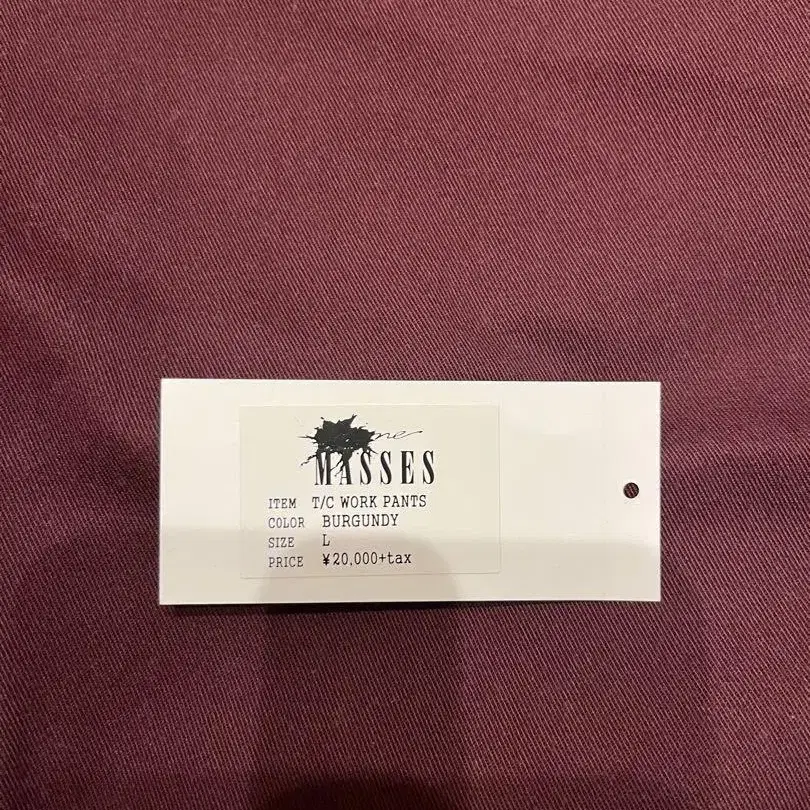 MASSES
ITEM T/C WORK PANTS
COLOR BURGUNDY
SIZE L
PRICE ¥20,000+tax